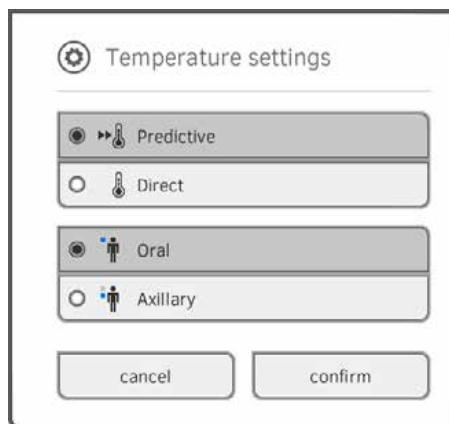 Temperature settings
Predictive
Direct
Oral
Axillary
cancel
confirm